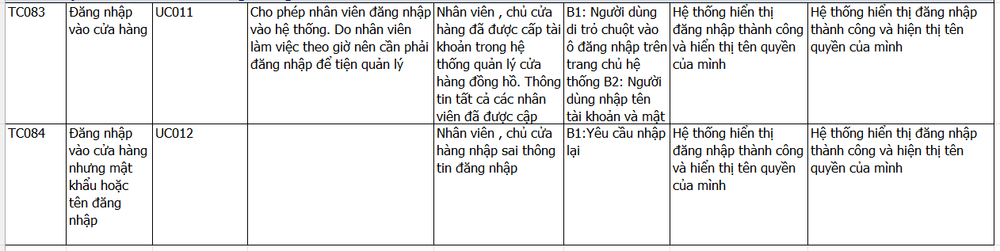 TC083
Đăng nhập
vào cửa hàng
UC011
Cho phép nhân viên đăng nhập
vào hệ thống. Do nhân viên
làm việc theo giờ nên cần phải
đăng nhập để tiện quản lý
Nhân viên , chủ cửa
hàng đã được cấp tài
khoản trong hệ
thống quản lý cửa
hàng đồng hồ. Thông
tin tất cả các nhân
viên đã được cập
B1: Người dùng
di trỏ chuột vào
ô đăng nhập trên
trang chủ hệ
thống B2: Người
dùng nhập tên
tài khoản và mật
Hệ thống hiển thị
đăng nhập thành công
và hiển thị tên quyền
của mình
Hệ thống hiển thị đăng nhập
thành công và hiện thị tên
quyền của mình
TC084
Đăng nhập
vào cửa hàng
nhưng mật
khẩu hoặc
tên đăng
nhập
UC012
Nhân viên , chủ cửa
hàng nhập sai thông
tin đăng nhập
B1:Yêu cầu nhập
lại
Hệ thống hiển thị
đăng nhập thành công
và hiển thị tên quyền
của mình
Hệ thống hiển thị đăng nhập
thành công và hiện thị tên
quyền của mình